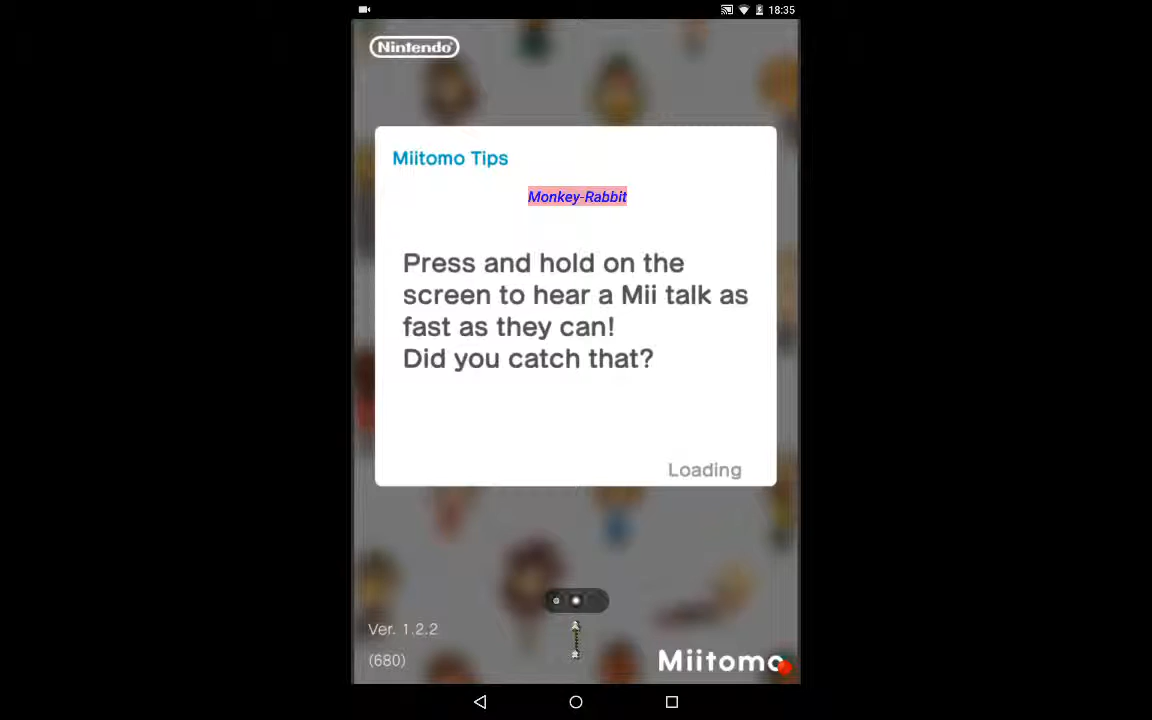 18:35
Nintendo
Miitomo Tips
Monkey-Rabbit
Press and hold on the
screen to hear a Mii talk as
fast as they can!
Did you catch that?
Loading
Ver. 1.2.2
(680)
Miitomo